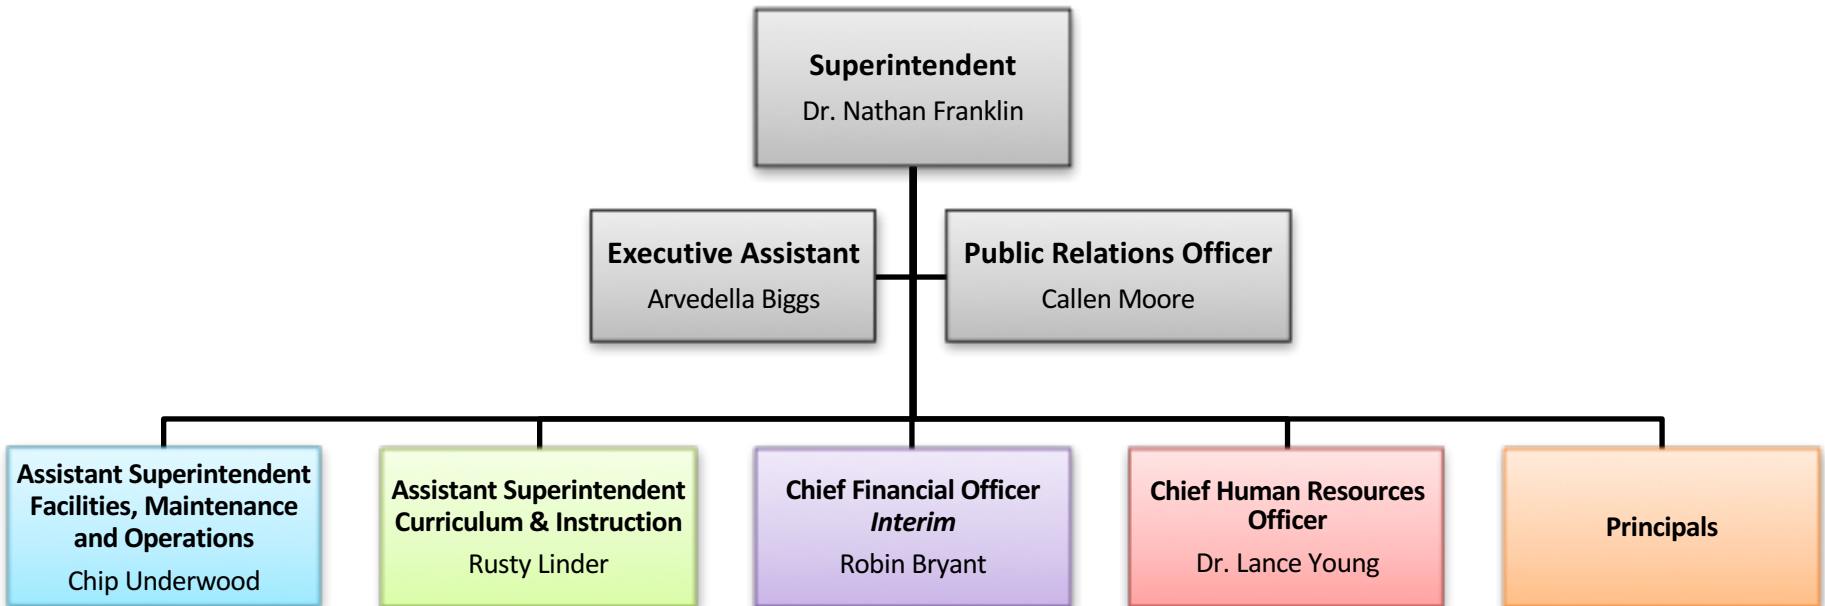 Superintendent
Dr. Nathan Franklin
Executive Assistant
Arvedella Biggs
Public Relations Officer
Callen Moore
Assistant Superintendent
Facilities, Maintenance
and Operations
Chip Underwood
Assistant Superintendent
Curriculum & Instruction
Rusty Linder
Chief Financial Officer
Interim
Robin Bryant
Chief Human Resources
Officer
Dr. Lance Young
Principals